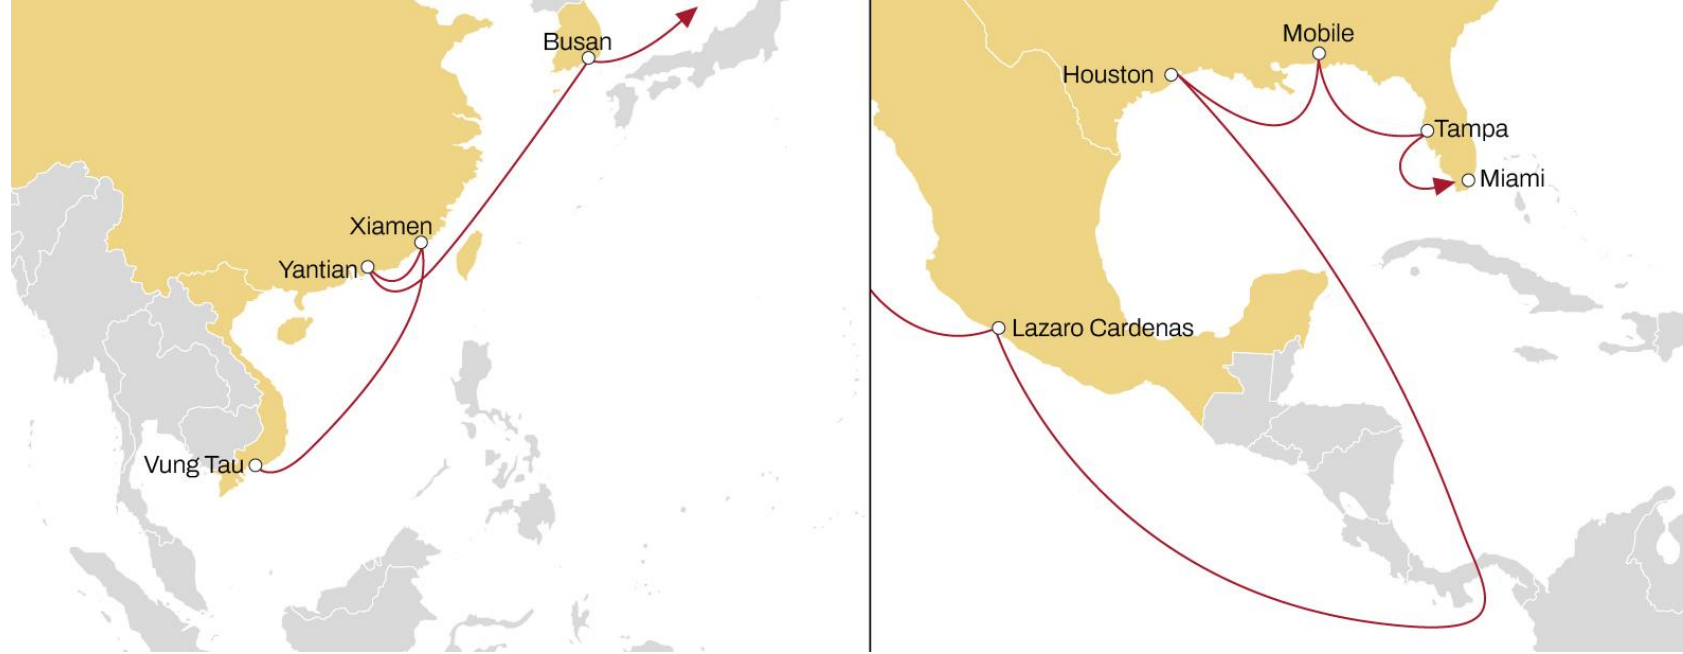 Busan
Xiamen
Yantian
Vung Tau
Mobile
Houston
Tampa
Miami
Lazaro Cardenas